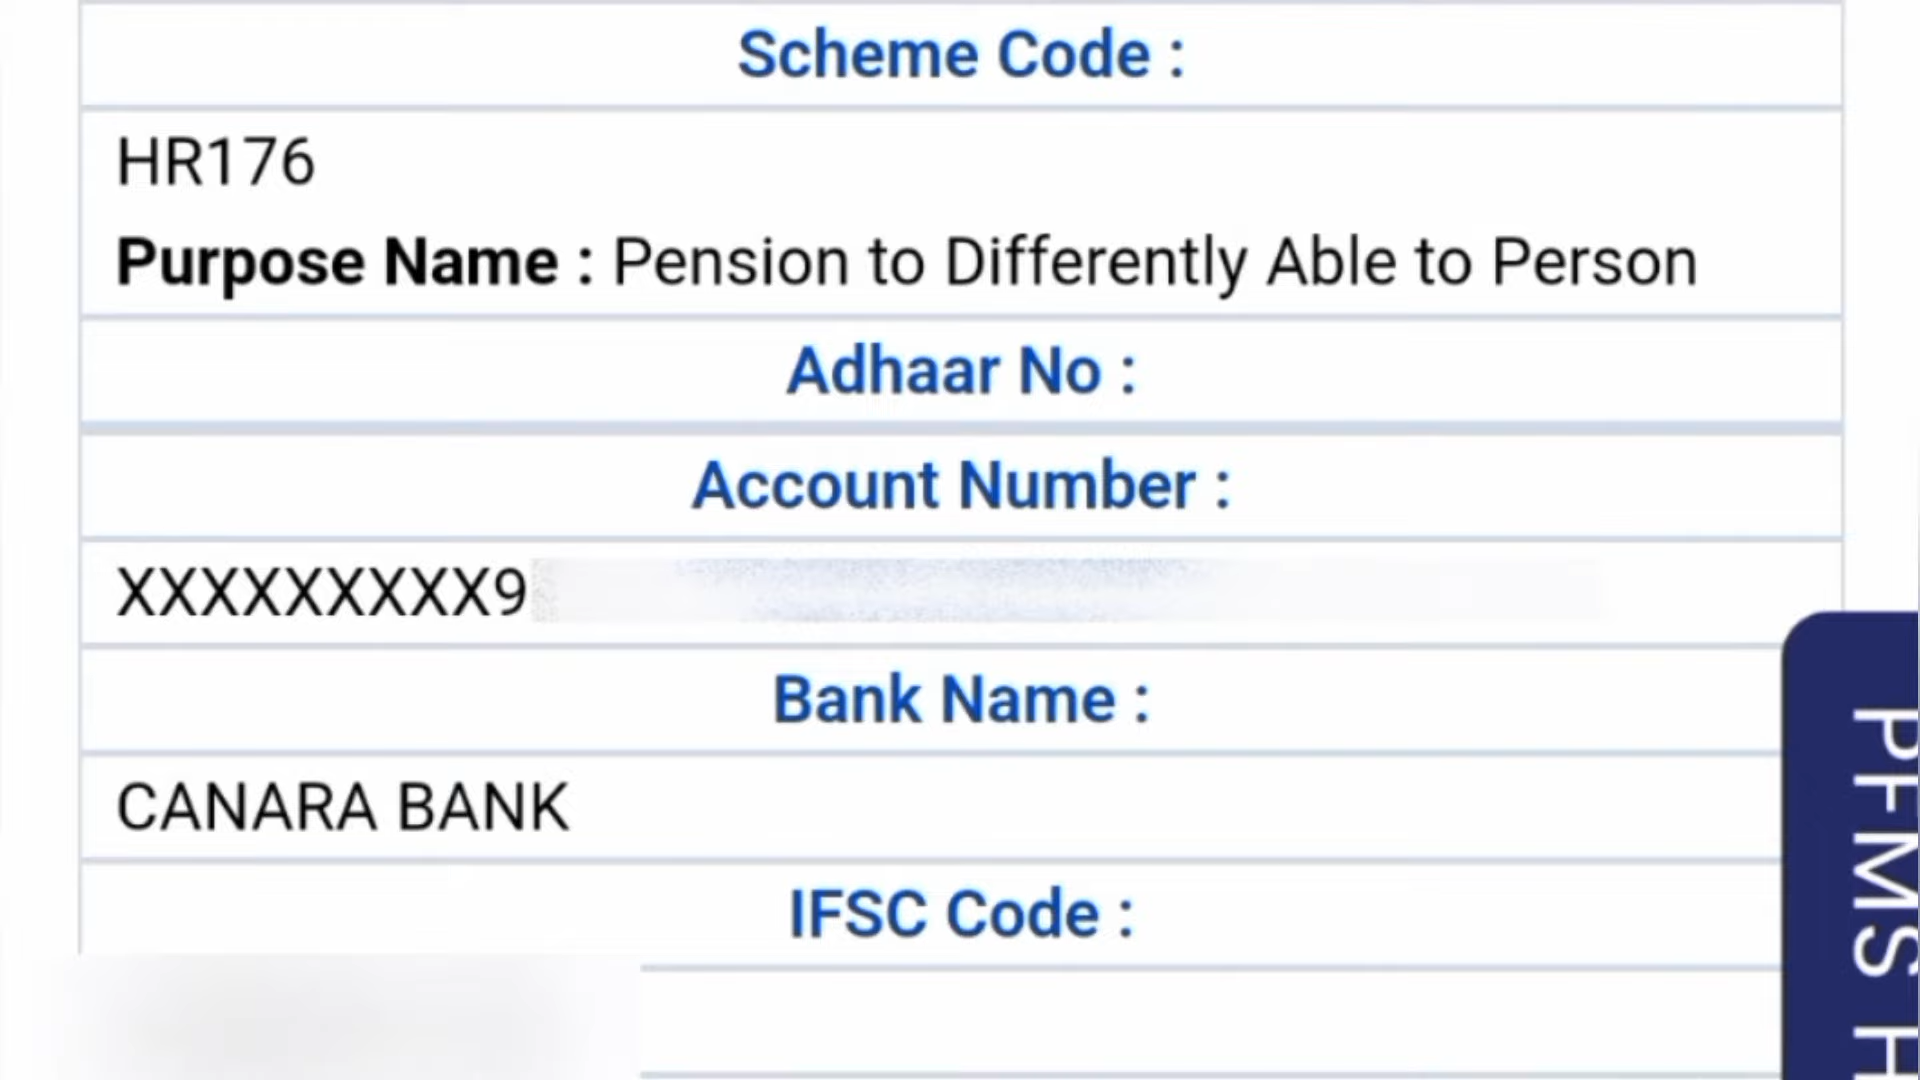 Scheme Code :
HR176
Purpose Name : Pension to Differently Able to Person
Adhaar No :
Account Number :
XXXXXXXXX9
Bank Name :
CANARA BANK
IFSC Code :
PFMS H